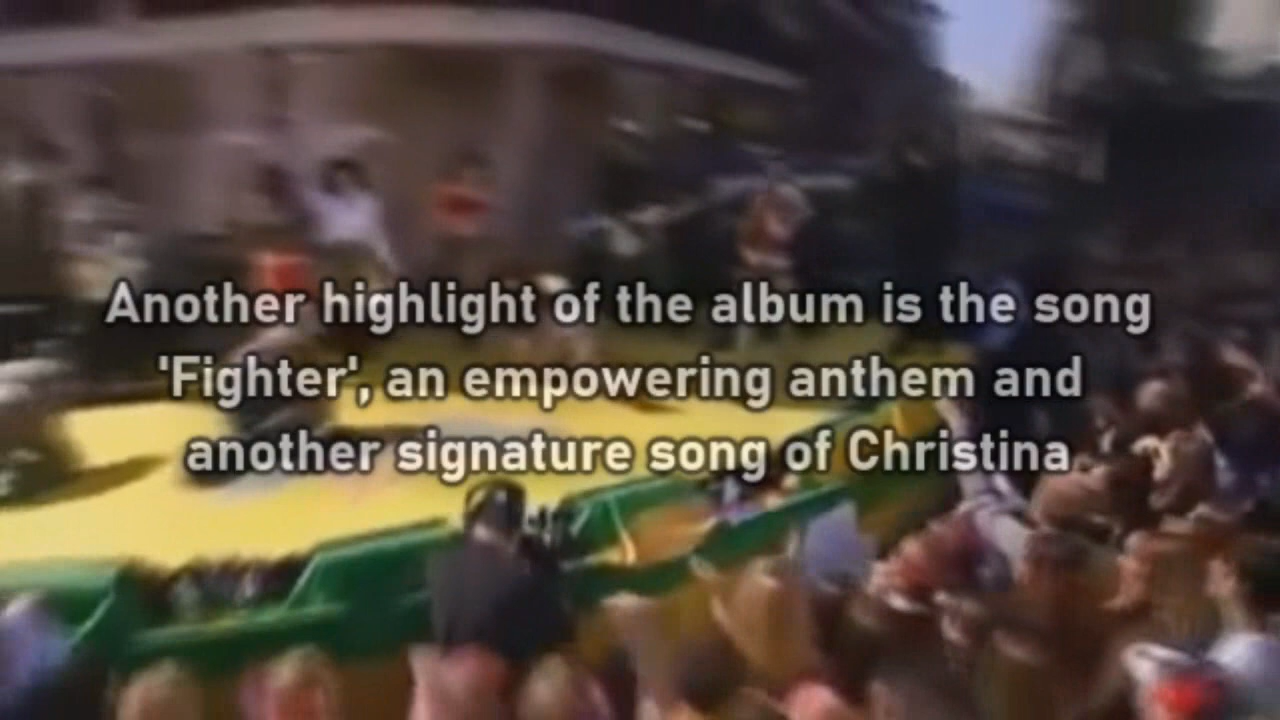 Another highlight of the album is the song
'Fighter', an empowering anthem and
another signature song of Christina